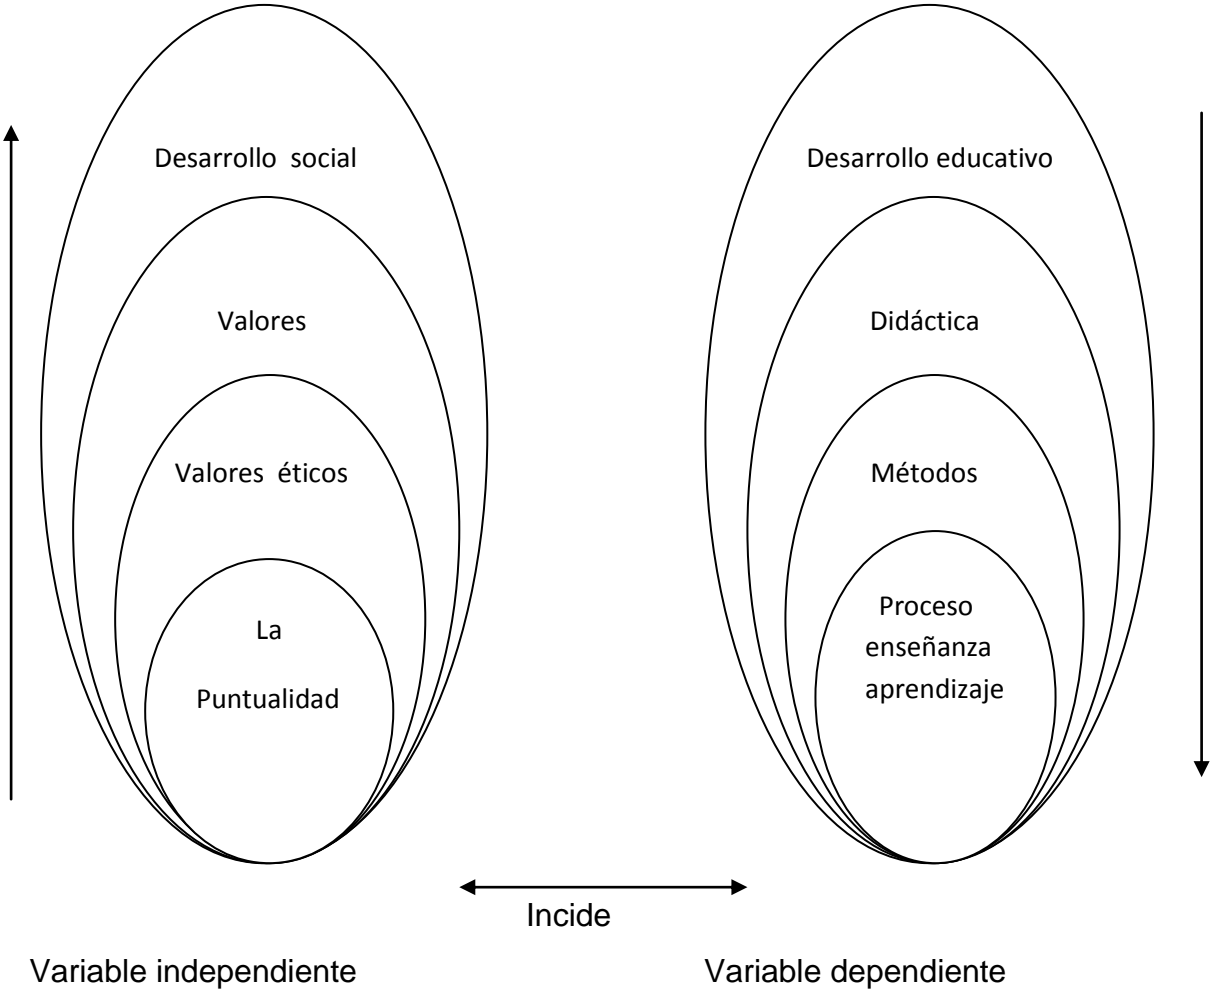 Desarrollo social
Valores
Valores éticos
La
Puntualidad
Desarrollo educativo
Didáctica
Métodos
Proceso
enseñanza
aprendizaje
Incide
Variable independiente
Variable dependiente